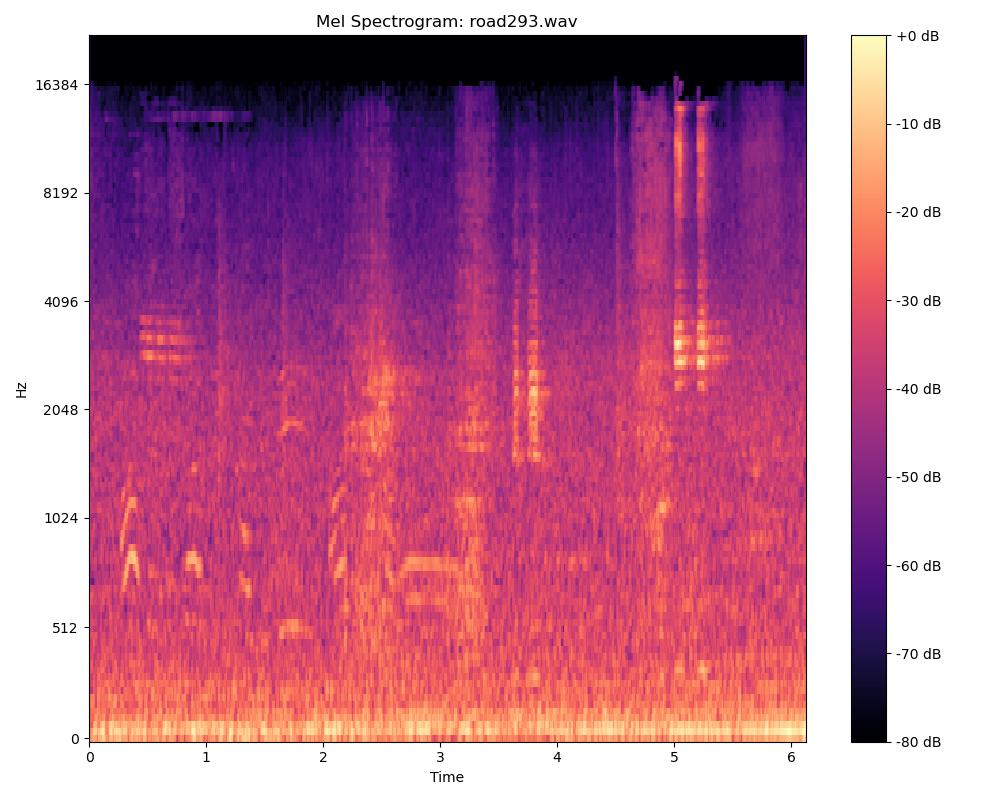 Mel Spectrogram: road293.wav
+0 dB
16384
-10 dB
8192
-20 dB
4096
-30 dB
Hz
2048
-40 dB
-50 dB
1024
-60 dB
512
-70 dB
0
-80 dB
0 1 2 3 4 5 6
Time